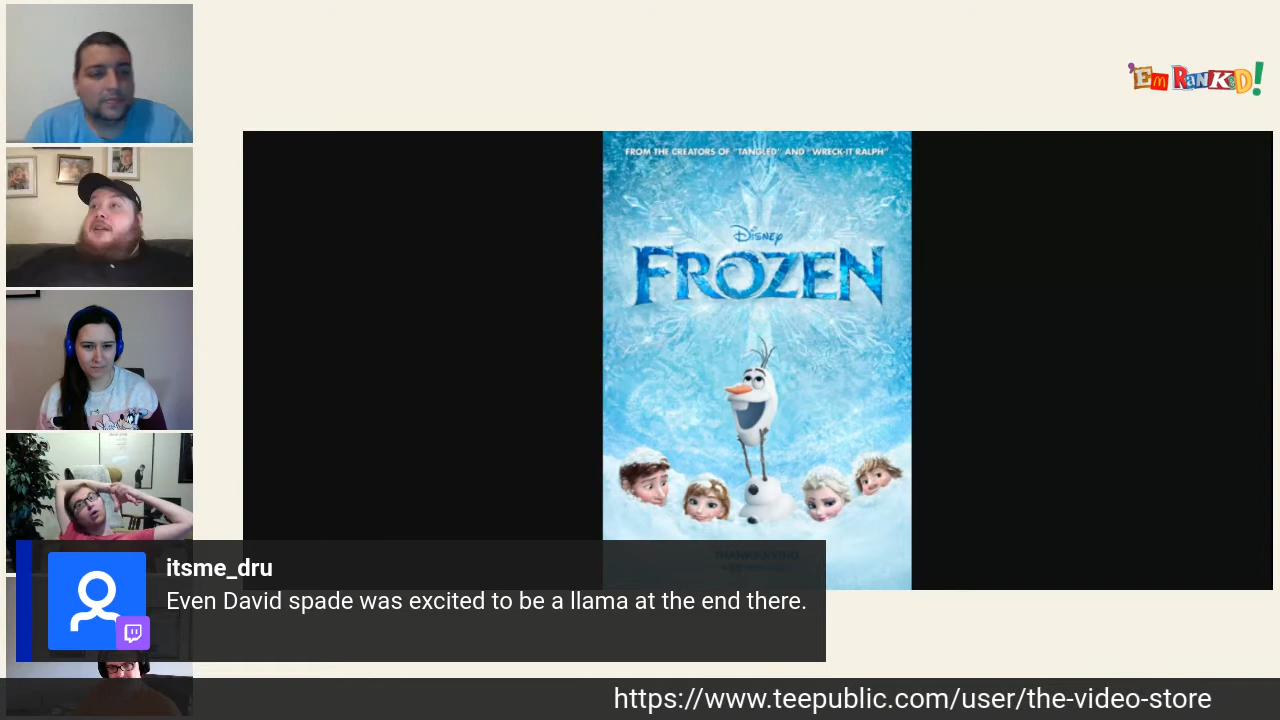 'Em RanKeD!
FROM THE CREATORS OF "TANGLED" AND "WRECK-IT RALPH"
DISNEY
FROZEN
THANKSGIVING
itsme_dru
Even David spade was excited to be a llama at the end there.
https://www.teepublic.com/user/the-video-store